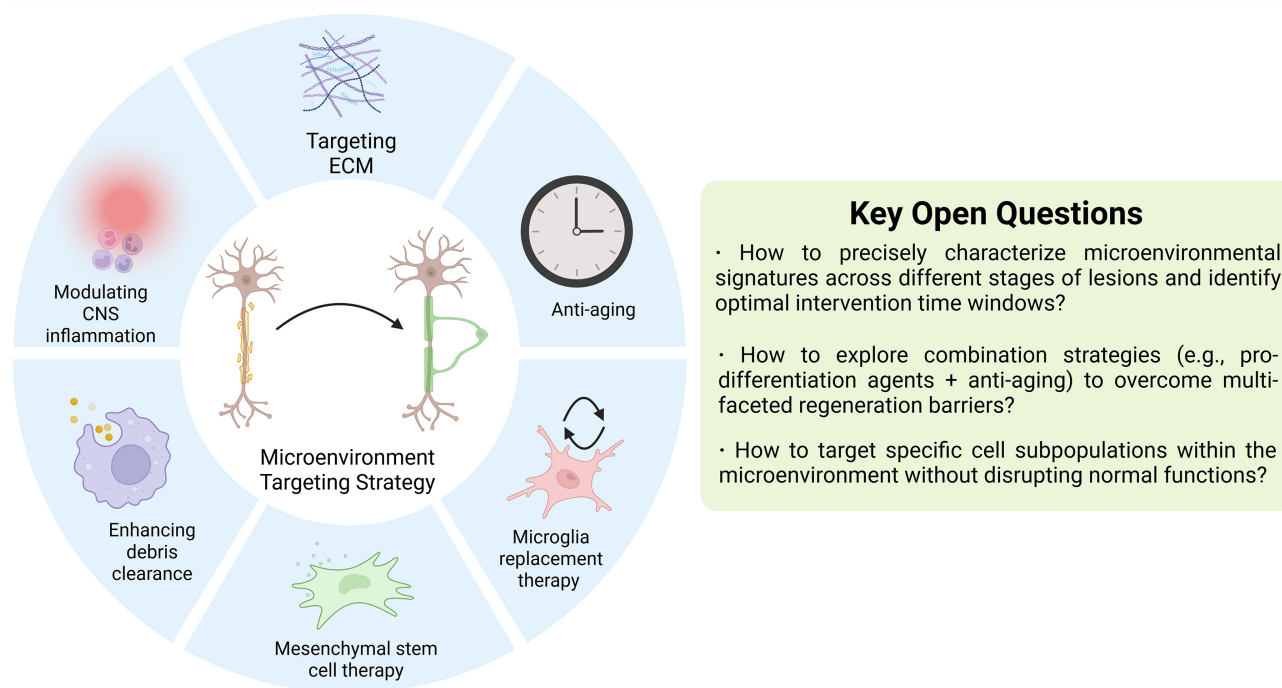 Targeting
ECM
Modulating
CNS
inflammation
Anti-aging
Microenvironment
Targeting Strategy
Enhancing
debris
clearance
Microglia
replacement
therapy
Mesenchymal stem
cell therapy
Key Open Questions
· How to precisely characterize microenvironmental
signatures across different stages of lesions and identify
optimal intervention time windows?
· How to explore combination strategies (e.g., pro-
differentiation agents + anti-aging) to overcome multi-
faceted regeneration barriers?
· How to target specific cell subpopulations within the
microenvironment without disrupting normal functions?